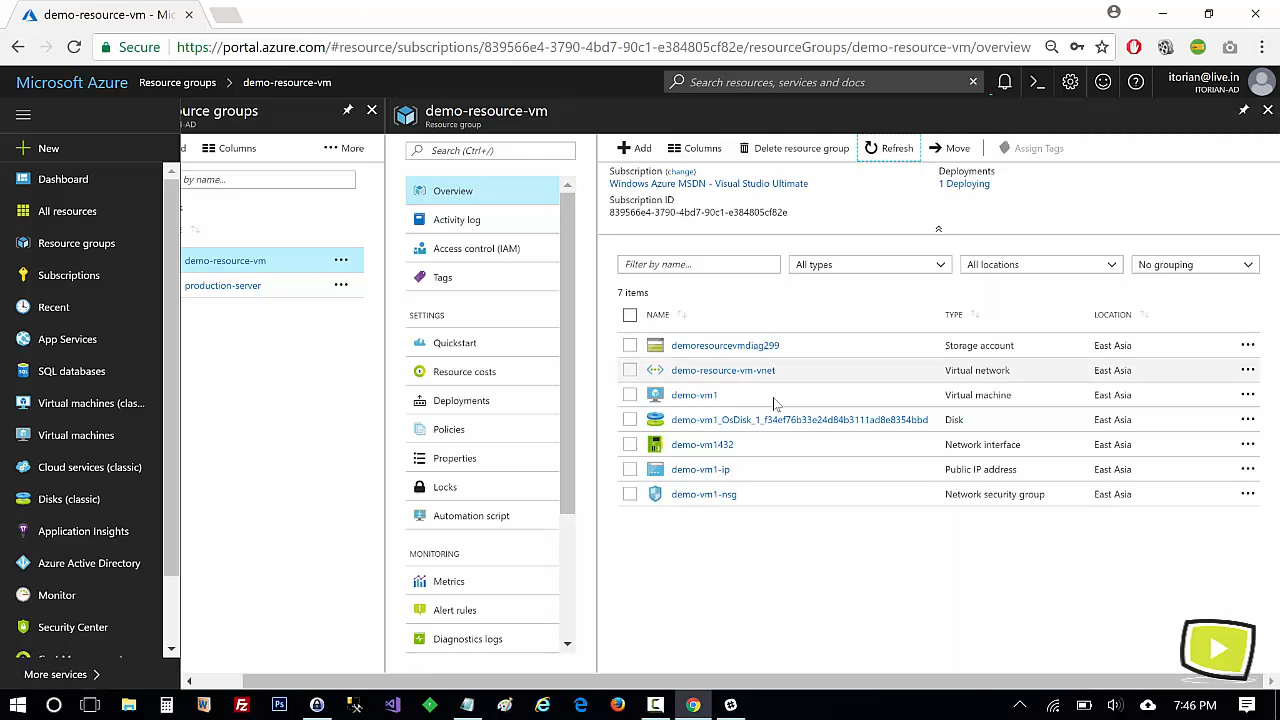 demo-resource-vm - Mic
Secure
https://portal.azure.com/#resource/subscriptions/839566e4-3790-4bd7-90c1-e384805cf82e/resourceGroups/demo-resource-vm/overview
Microsoft Azure Resource groups > demo-resource-vm
Search resources, services and docs
itorian@live.in
ITORIAN-AD
New
Dashboard
All resources
Resource groups
Subscriptions
Recent
App Services
SQL databases
Virtual machines (clas...
Virtual machines
Cloud services (classic)
Disks (classic)
Application Insights
Azure Active Directory
Monitor
Security Center
More services >
urce groups
-AD
d Columns ••• More
by name...
s
demo-resource-vm •••
production-server •••
demo-resource-vm
Resource group
Search (Ctrl+/)
Overview
Activity log
Access control (IAM)
Tags
SETTINGS
Quickstart
Resource costs
Deployments
Policies
Properties
Locks
Automation script
MONITORING
Metrics
Alert rules
Diagnostics logs
Add Columns Delete resource group Refresh Move Assign Tags
Subscription (change)
Windows Azure MSDN - Visual Studio Ultimate
Subscription ID
839566e4-3790-4bd7-90c1-e384805cf82e
Deployments
1 Deploying
Filter by name... All types All locations No grouping
7 items
NAME TYPE LOCATION
demoresourcevmdiag299 Storage account East Asia •••
demo-resource-vm-vnet Virtual network East Asia •••
demo-vm1 Virtual machine East Asia •••
demo-vm1_OsDisk_1_f34ef76b33e24d84b3111ad8e8354bbd Disk East Asia •••
demo-vm1432 Network interface East Asia •••
demo-vm1-ip Public IP address East Asia •••
demo-vm1-nsg Network security group East Asia •••
7:46 PM